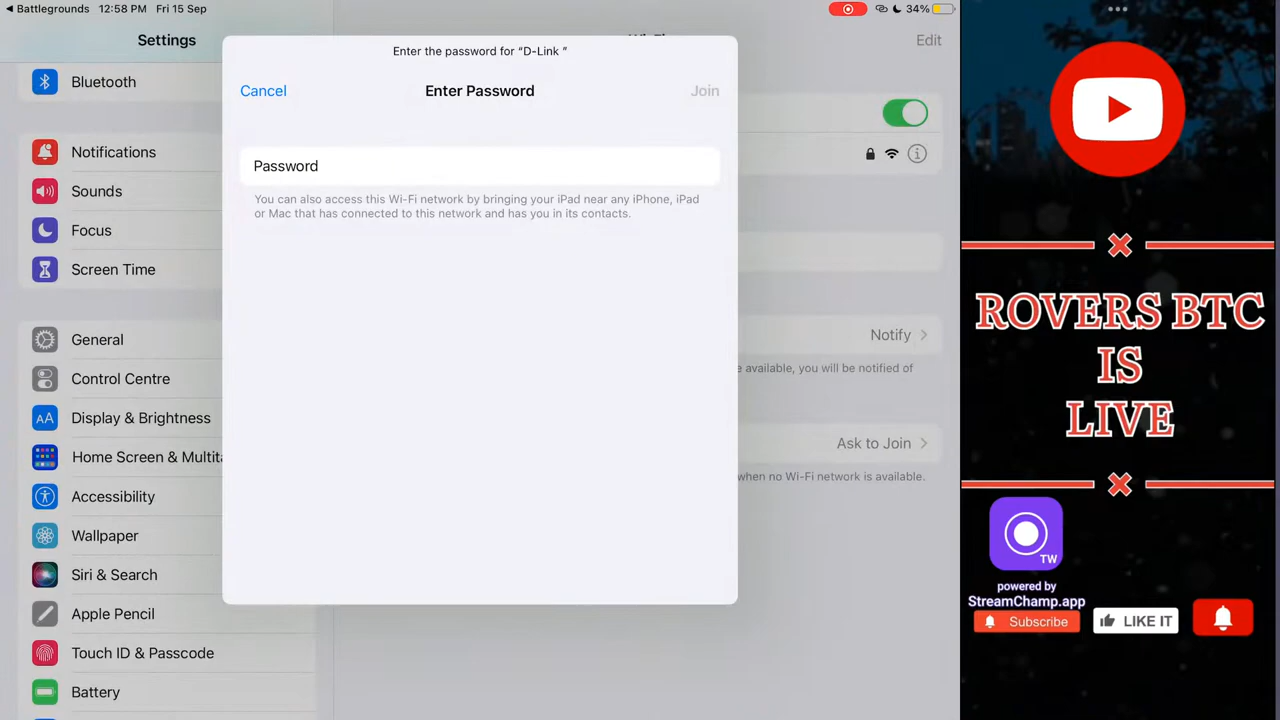 Battlegrounds 12:58 PM Fri 15 Sep
34%
Settings
Edit
Bluetooth
Notifications
Sounds
Focus
Screen Time
General
Control Centre
AA Display & Brightness
Home Screen & Multita
Accessibility
Wallpaper
Siri & Search
Apple Pencil
Touch ID & Passcode
Battery
Enter the password for “D-Link ”
Cancel
Enter Password
Join
Password
You can also access this Wi-Fi network by bringing your iPad near any iPhone, iPad
or Mac that has connected to this network and has you in its contacts.
Notify
e available, you will be notified of
Ask to Join
when no Wi-Fi network is available.
ROVERS BTC
IS
LIVE
TW
powered by
StreamChamp.app
Subscribe
LIKE IT